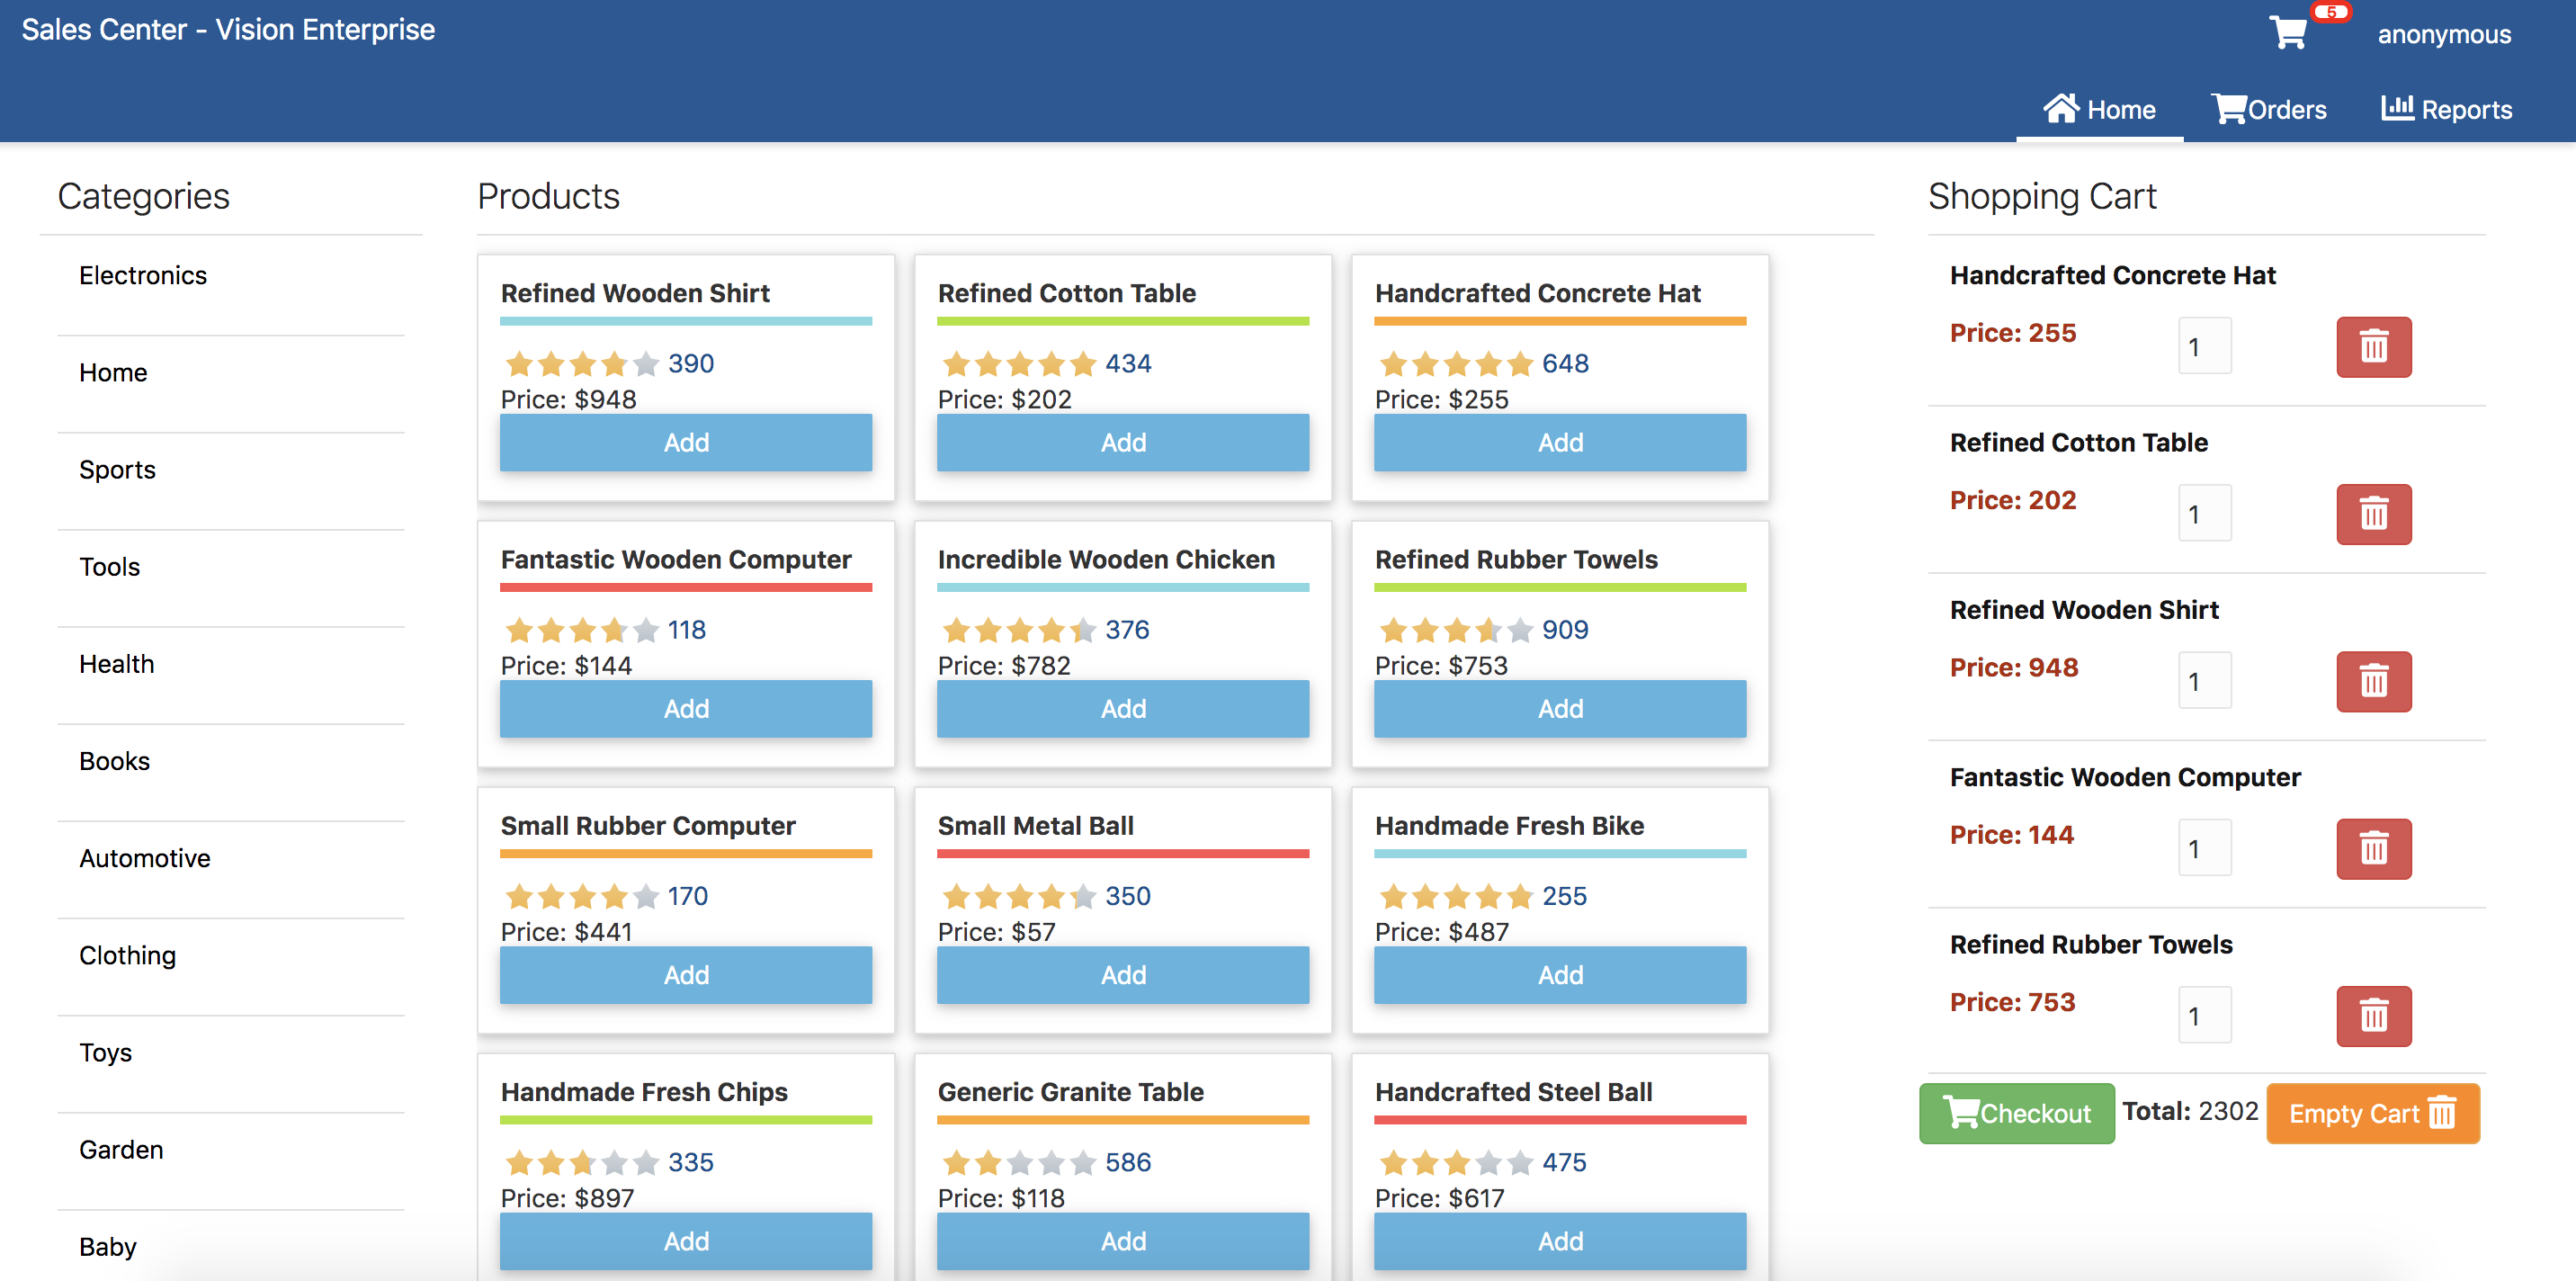 Sales Center - Vision Enterprise
5
anonymous
Home
Orders
Reports
Categories
Electronics
Home
Sports
Tools
Health
Books
Automotive
Clothing
Toys
Garden
Baby
Products
Refined Wooden Shirt
390
Price: $948
Add
Refined Cotton Table
434
Price: $202
Add
Handcrafted Concrete Hat
648
Price: $255
Add
Fantastic Wooden Computer
118
Price: $144
Add
Incredible Wooden Chicken
376
Price: $782
Add
Refined Rubber Towels
909
Price: $753
Add
Small Rubber Computer
170
Price: $441
Add
Small Metal Ball
350
Price: $57
Add
Handmade Fresh Bike
255
Price: $487
Add
Handmade Fresh Chips
335
Price: $897
Add
Generic Granite Table
586
Price: $118
Add
Handcrafted Steel Ball
475
Price: $617
Add
Shopping Cart
Handcrafted Concrete Hat
Price: 255 1
Refined Cotton Table
Price: 202 1
Refined Wooden Shirt
Price: 948 1
Fantastic Wooden Computer
Price: 144 1
Refined Rubber Towels
Price: 753 1
Checkout Total: 2302 Empty Cart